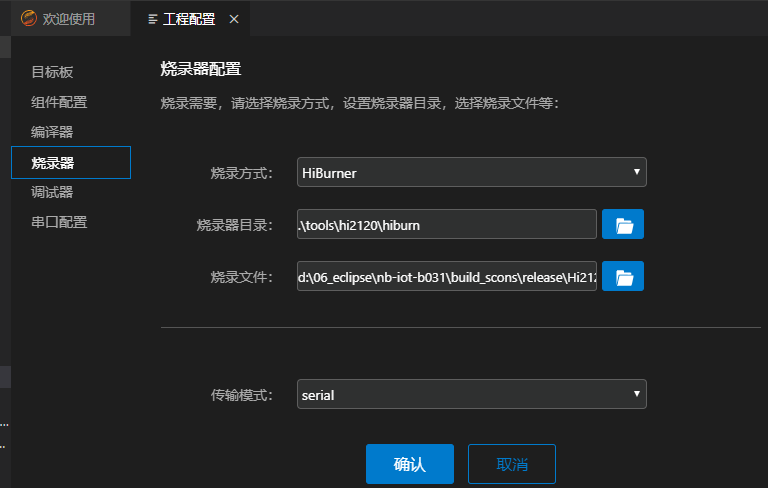 欢迎使用
工程配置
目标板
组件配置
编译器
烧录器
调试器
串口配置
烧录器配置
烧录需要，请选择烧录方式，设置烧录器目录，选择烧录文件等：
烧录方式：
HiBurner
烧录器目录：
.\tools\hi2120\hiburn
烧录文件：
d:\06_eclipse\nb-iot-b031\build_scons\release\Hi212
传输模式：
serial
确认
取消
...
..